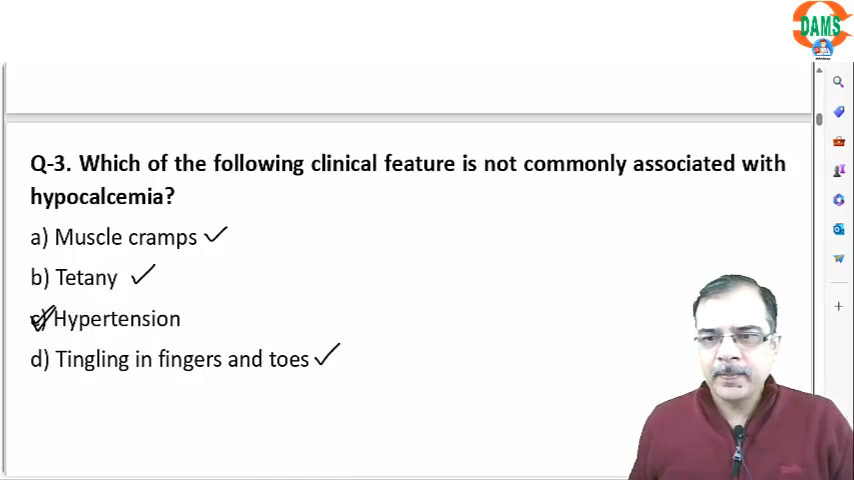 DAMS
Q-3. Which of the following clinical feature is not commonly associated with
hypocalcemia?
a) Muscle cramps
b) Tetany
c) Hypertension
d) Tingling in fingers and toes